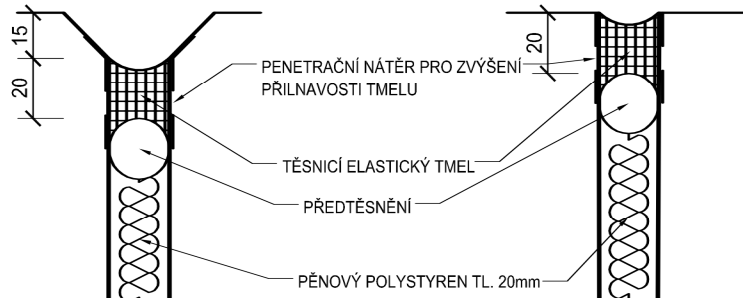 15
20
20
PENETRAČNÍ NÁTĚR PRO ZVÝŠENÍ
PŘILNAVOSTI TMELU
TĚSNICÍ ELASTICKÝ TMEL
PŘEDTĚSNĚNÍ
PĚNOVÝ POLYSTYREN TL. 20mm